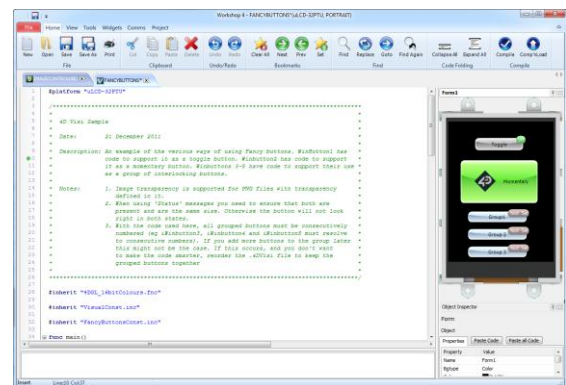 Workshop 4 - FANCYBUTTONS*(uLCD-32PTU, PORTRAIT)
File Home View Tools Widgets Comms Project
New Open Save Save As Print Cut Copy Paste Delete Undo Redo Clear All Next Prev Set Find Replace Goto Find Again Collapse All Expand All Compile
File Clipboard Undo/Redo Bookmarks Find Code Folding Compile
FANCYBUTTONS*
#platform "uLCD-32PTU"
4D Visi Sample
Date: 21 December 2011
Description: An example of the various ways of using Fancy buttons. WinButton1 has
code to support it as a toggle button. Winbutton2 has code to support
it as a momentary button. Winbuttons 3-5 have code to support their use
as a group of interlocking buttons.
Notes: 1. Image transparency is supported for PNG files with transparency
defined in it.
2. When using "Status" messages you need to ensure that both are
present and are the same size. Otherwise the button will not look
right in both states.
3. With the code used here, all grouped buttons must be consecutively
numbered (eg iWinbutton3, iWinbutton4 and iWinbutton5 must resolve
to consecutive numbers). If you add more buttons to the group later
this might not be the case. If this occurs, and you don't want
to make the code smarter, reorder the .4DVisi file to keep the
grouped buttons together
#inherit "4DGL_16bitColours.fnc"
#inherit "VisualConst.inc"
#inherit "FancyButtonsConst.inc"
func main()
Form1
Toggle
4D Momentary
Group 1
Group 2
Group 3
Object Inspector
Form
Object
Properties Paste Code Paste all Code
Property Value
Name Form1
Bgtype Color
Insert Line:10 Col:37